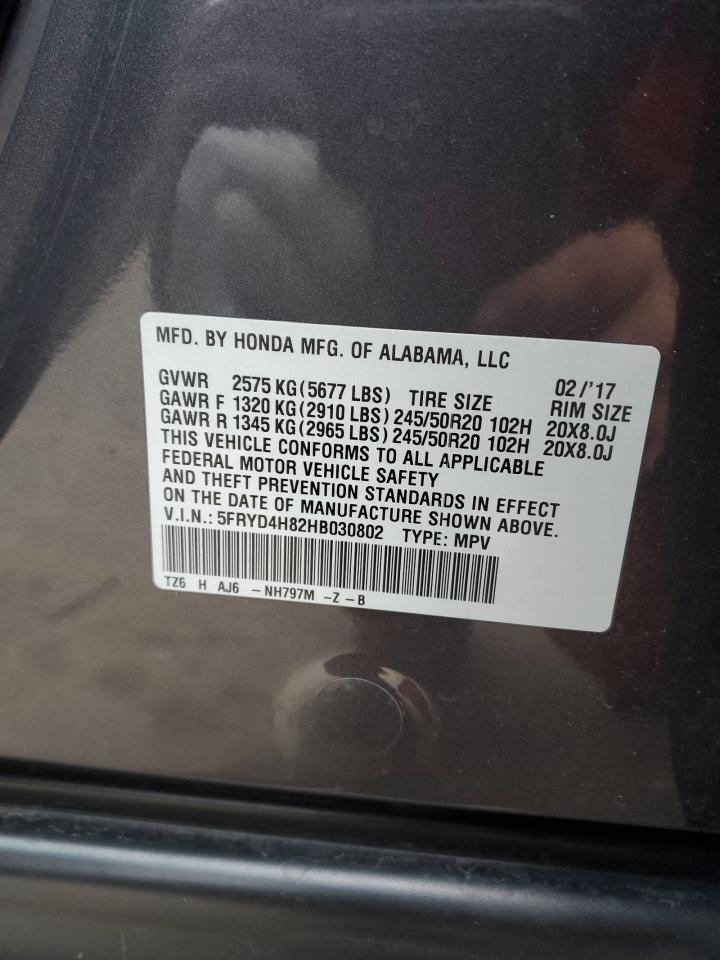 MFD. BY HONDA MFG. OF ALABAMA, LLC
02/'17
GVWR 2575 KG (5677 LBS) TIRE SIZE RIM SIZE
GAWR F 1320 KG (2910 LBS) 245/50R20 102H 20X8.0J
GAWR R 1345 KG (2965 LBS) 245/50R20 102H 20X8.0J
THIS VEHICLE CONFORMS TO ALL APPLICABLE
FEDERAL MOTOR VEHICLE SAFETY
AND THEFT PREVENTION STANDARDS IN EFFECT
ON THE DATE OF MANUFACTURE SHOWN ABOVE.
V.I.N.: 5FRYD4H82HB030802 TYPE: MPV
TZ6 H AJ6 -NH797M -Z-B